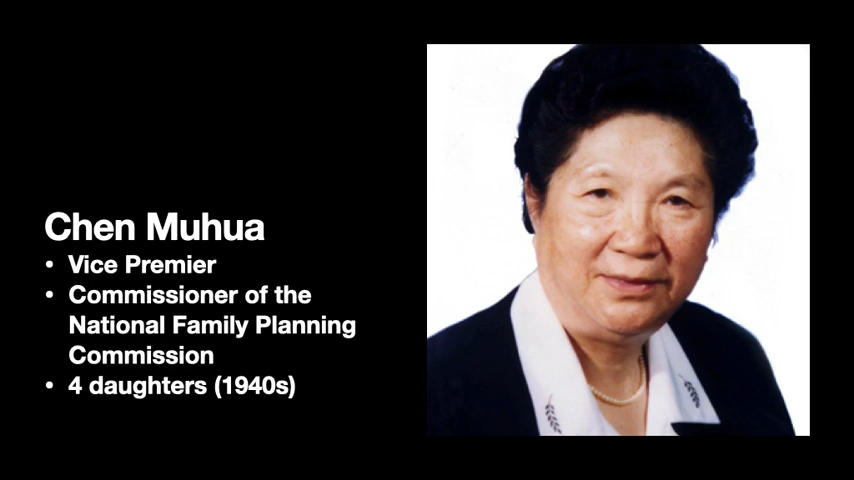 Chen Muhua
• Vice Premier
• Commissioner of the
National Family Planning
Commission
• 4 daughters (1940s)